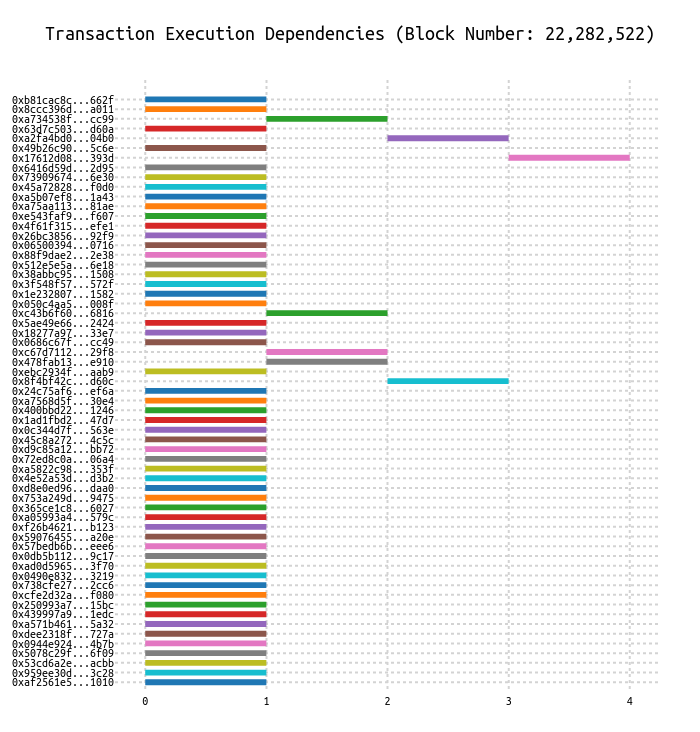 Transaction Execution Dependencies (Block Number: 22,282,522)
0xb81cac8c...662f
0x8ccc396d...a011
0xa734538f...cc99
0x63d7c503...d60a
0xa2fa4bd0...04b0
0x49b26c90...5c6e
0x17612d08...393d
0x6416d59d...2d95
0x73909674...6e30
0x45a72828...f0d0
0xa5b07ef8...1a43
0xa75aa113...81ae
0xe543faf9...f607
0x4f61f315...efe1
0x26bc3856...92f9
0x06500394...0716
0x88f9dae2...2e38
0x512e5e5a...6e18
0x38abbc95...1508
0x3f548f57...572f
0x1e232807...1582
0x050c4aa5...008f
0xc43b6f60...6816
0x5ae49e66...2424
0x18277a97...33e7
0x0686c67f...cc49
0xc67d7112...29f8
0x478fab13...e910
0xebc2934f...aab9
0x8f4bf42c...d60c
0x24c75af6...ef6a
0xa7568d5f...30e4
0x400bbd22...1246
0x1ad1fbd2...47d7
0x0c344d7f...563e
0x45c8a272...4c5c
0xd9c85a12...bb72
0x72ed8c0a...06a4
0xa5822c98...353f
0x4e52a53d...d3b2
0xd8e0ed96...daa0
0x753a249d...9475
0x365ce1c8...6027
0xa05993a4...579c
0xf26b4621...b123
0x59076455...a20e
0x57bedb6b...eee6
0x0db5b112...9c17
0xad0d5965...3f70
0x0490e832...3219
0x738cfe27...2cc6
0xcfe2d32a...f080
0x250993a7...15bc
0x439997a9...1edc
0xa571b461...5a32
0xdee2318f...727a
0x0944e924...4b7b
0x5078c29f...6f09
0x53cd6a2e...acbb
0x959ee30d...3c28
0xaf2561e5...1010
0 1 2 3 4